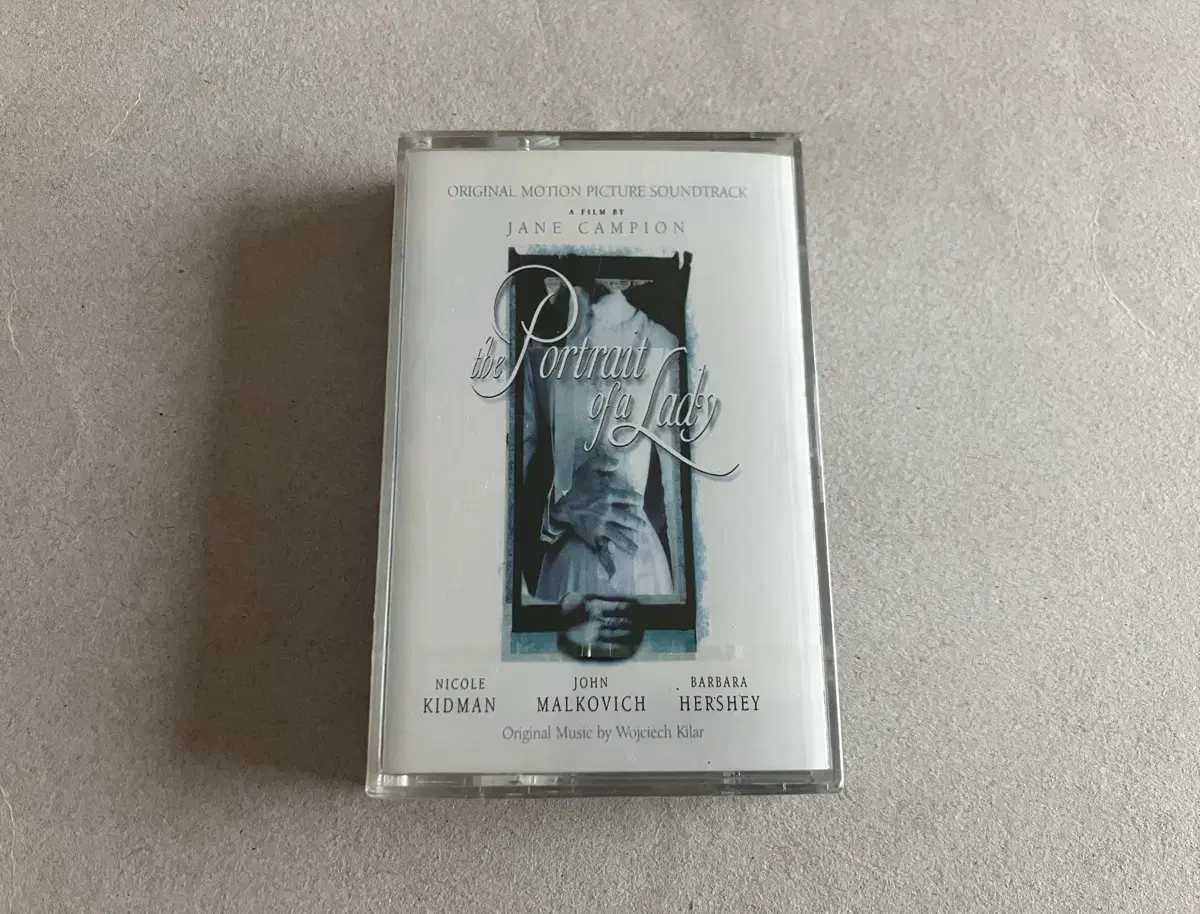 ORIGINAL MOTION PICTURE SOUNDTRACK
A FILM BY
JANE CAMPION
the Portrait
of a Lady
NICOLE JOHN BARBARA
KIDMAN MALKOVICH HERSHEY
Original Music by Wojciech Kilar